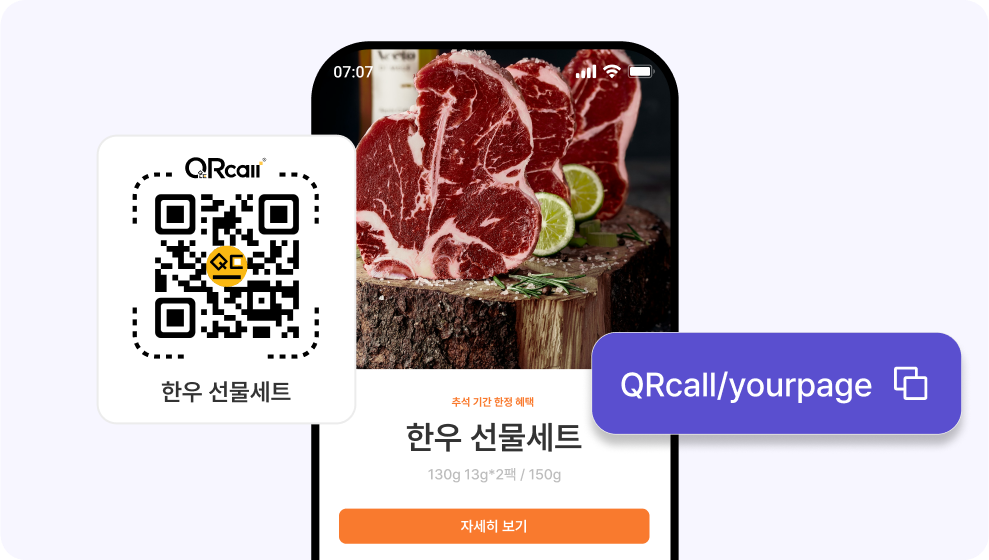 07:07
QRcall
QC
한우 선물세트
QRcall/yourpage
추석 기간 한정 혜택
한우 선물세트
130g 13g*2팩 / 150g
자세히 보기